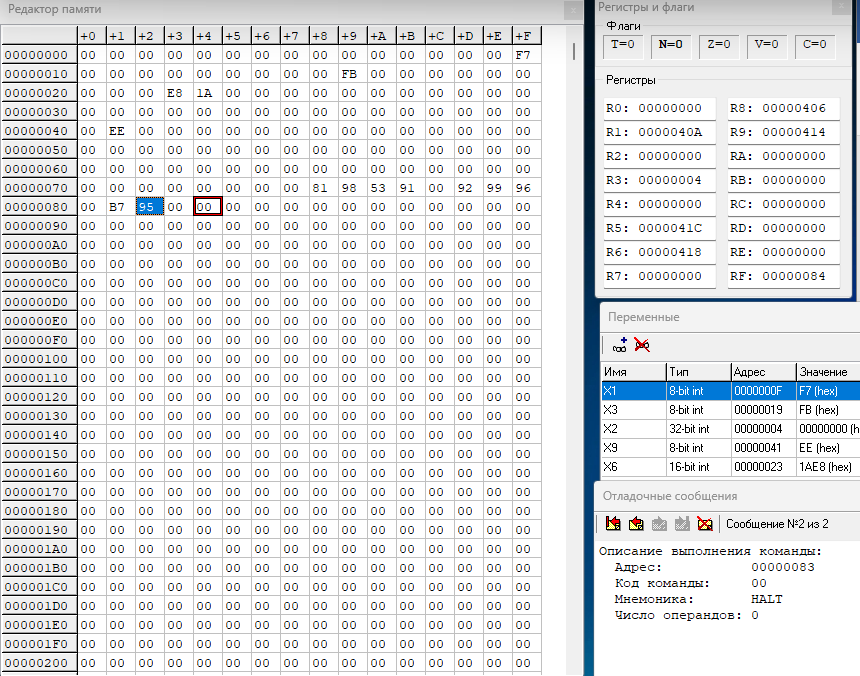 Редактор памяти
+0 +1 +2 +3 +4 +5 +6 +7 +8 +9 +A +B +C +D +E +F
00000000 00 00 00 00 00 00 00 00 00 00 00 00 00 00 00 F7
00000010 00 00 00 00 00 00 00 00 00 FB 00 00 00 00 00 00
00000020 00 00 00 E8 1A 00 00 00 00 00 00 00 00 00 00 00
00000030 00 00 00 00 00 00 00 00 00 00 00 00 00 00 00 00
00000040 00 EE 00 00 00 00 00 00 00 00 00 00 00 00 00 00
00000050 00 00 00 00 00 00 00 00 00 00 00 00 00 00 00 00
00000060 00 00 00 00 00 00 00 00 00 00 00 00 00 00 00 00
00000070 00 00 00 00 00 00 00 00 81 98 53 91 00 92 99 96
00000080 00 B7 95 00 00 00 00 00 00 00 00 00 00 00 00 00
00000090 00 00 00 00 00 00 00 00 00 00 00 00 00 00 00 00
000000A0 00 00 00 00 00 00 00 00 00 00 00 00 00 00 00 00
000000B0 00 00 00 00 00 00 00 00 00 00 00 00 00 00 00 00
000000C0 00 00 00 00 00 00 00 00 00 00 00 00 00 00 00 00
000000D0 00 00 00 00 00 00 00 00 00 00 00 00 00 00 00 00
000000E0 00 00 00 00 00 00 00 00 00 00 00 00 00 00 00 00
000000F0 00 00 00 00 00 00 00 00 00 00 00 00 00 00 00 00
00000100 00 00 00 00 00 00 00 00 00 00 00 00 00 00 00 00
00000110 00 00 00 00 00 00 00 00 00 00 00 00 00 00 00 00
00000120 00 00 00 00 00 00 00 00 00 00 00 00 00 00 00 00
00000130 00 00 00 00 00 00 00 00 00 00 00 00 00 00 00 00
00000140 00 00 00 00 00 00 00 00 00 00 00 00 00 00 00 00
00000150 00 00 00 00 00 00 00 00 00 00 00 00 00 00 00 00
00000160 00 00 00 00 00 00 00 00 00 00 00 00 00 00 00 00
00000170 00 00 00 00 00 00 00 00 00 00 00 00 00 00 00 00
00000180 00 00 00 00 00 00 00 00 00 00 00 00 00 00 00 00
00000190 00 00 00 00 00 00 00 00 00 00 00 00 00 00 00 00
000001A0 00 00 00 00 00 00 00 00 00 00 00 00 00 00 00 00
000001B0 00 00 00 00 00 00 00 00 00 00 00 00 00 00 00 00
000001C0 00 00 00 00 00 00 00 00 00 00 00 00 00 00 00 00
000001D0 00 00 00 00 00 00 00 00 00 00 00 00 00 00 00 00
000001E0 00 00 00 00 00 00 00 00 00 00 00 00 00 00 00 00
000001F0 00 00 00 00 00 00 00 00 00 00 00 00 00 00 00 00
00000200 00 00 00 00 00 00 00 00 00 00 00 00 00 00 00 00
Регистры и флаги
Флаги
T=0 N=0 Z=0 V=0 C=0
Регистры
R0: 00000000 R8: 00000406
R1: 0000040A R9: 00000414
R2: 00000000 RA: 00000000
R3: 00000004 RB: 00000000
R4: 00000000 RC: 00000000
R5: 0000041C RD: 00000000
R6: 00000418 RE: 00000000
R7: 00000000 RF: 00000084
Переменные
Имя Тип Адрес Значение
X1 8-bit int 0000000F F7 (hex)
X3 8-bit int 00000019 FB (hex)
X2 32-bit int 00000004 00000000 (h
X9 8-bit int 00000041 EE (hex)
X6 16-bit int 00000023 1AE8 (hex)
Отладочные сообщения
Сообщение №2 из 2
Описание выполнения команды:
Адрес: 00000083
Код команды: 00
Мнемоника: HALT
Число операндов: 0